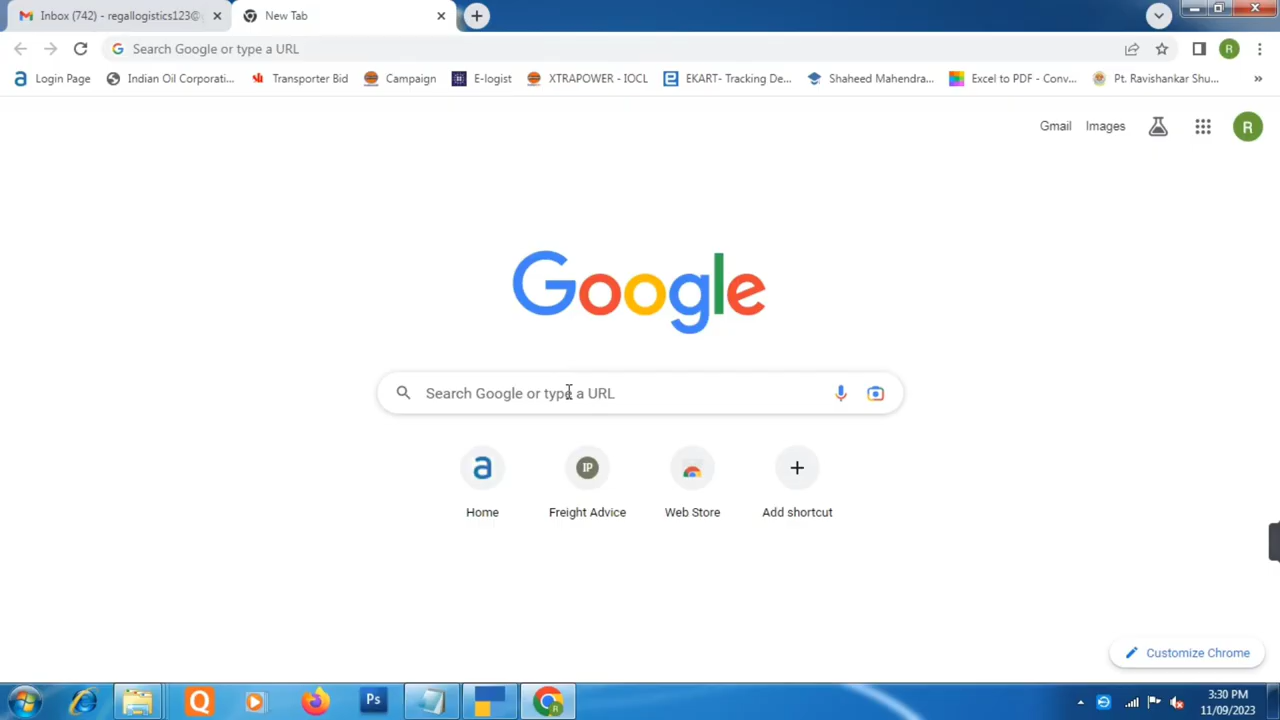 Inbox (742) - regallogistics123@
New Tab
Search Google or type a URL
Login Page
Indian Oil Corporati...
Transporter Bid
Campaign
E-logist
XTRAPOWER - IOCL
EKART- Tracking De...
Shaheed Mahendra...
Excel to PDF - Conv...
Pt. Ravishankar Shu...
»
R
Gmail
Images
R
Google
Search Google or type a URL
a
IP
Home
Freight Advice
Web Store
Add shortcut
Customize Chrome
Q
Ps
R
3:30 PM
11/09/2023